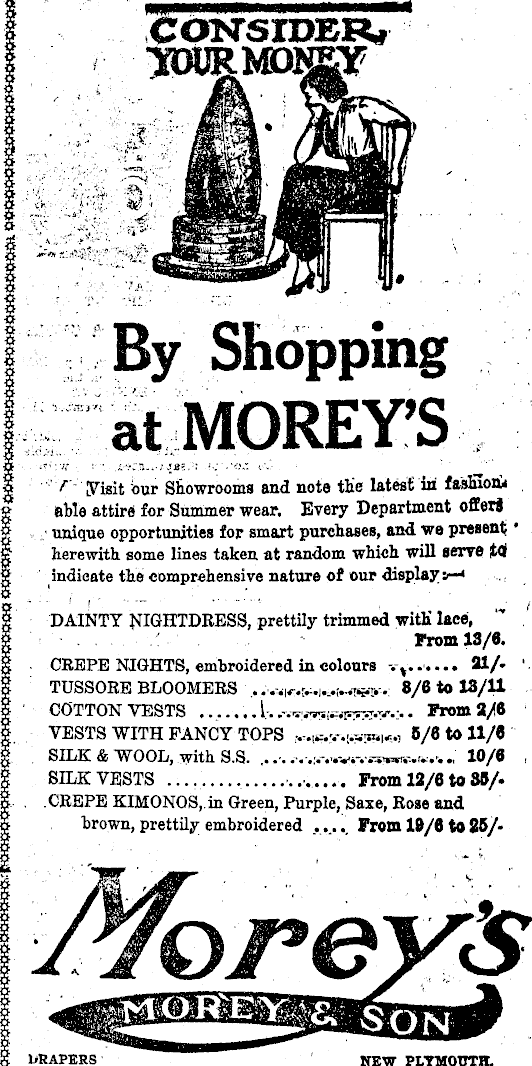 CONSIDER
YOUR MONEY
By Shopping
at MOREY'S
Visit our Showrooms and note the latest in fashion-
able attire for Summer wear. Every Department offers
unique opportunities for smart purchases, and we present
herewith some lines taken at random which will serve to
indicate the comprehensive nature of our display:—
DAINTY NIGHTDRESS, prettily trimmed with lace,
From 13/6.
CREPE NIGHTS, embroidered in colours ........ 21/-
TUSSORE BLOOMERS ................ 8/6 to 13/11
COTTON VESTS ........................ From 2/6
VESTS WITH FANCY TOPS ............ 5/6 to 11/6
SILK & WOOL, with S.S. ...................... 10/6
SILK VESTS ..................... From 12/6 to 35/-
CREPE KIMONOS, in Green, Purple, Saxe, Rose and
brown, prettily embroidered .... From 19/6 to 25/-
Morey's
MOREY & SON
DRAPERS NEW PLYMOUTH.